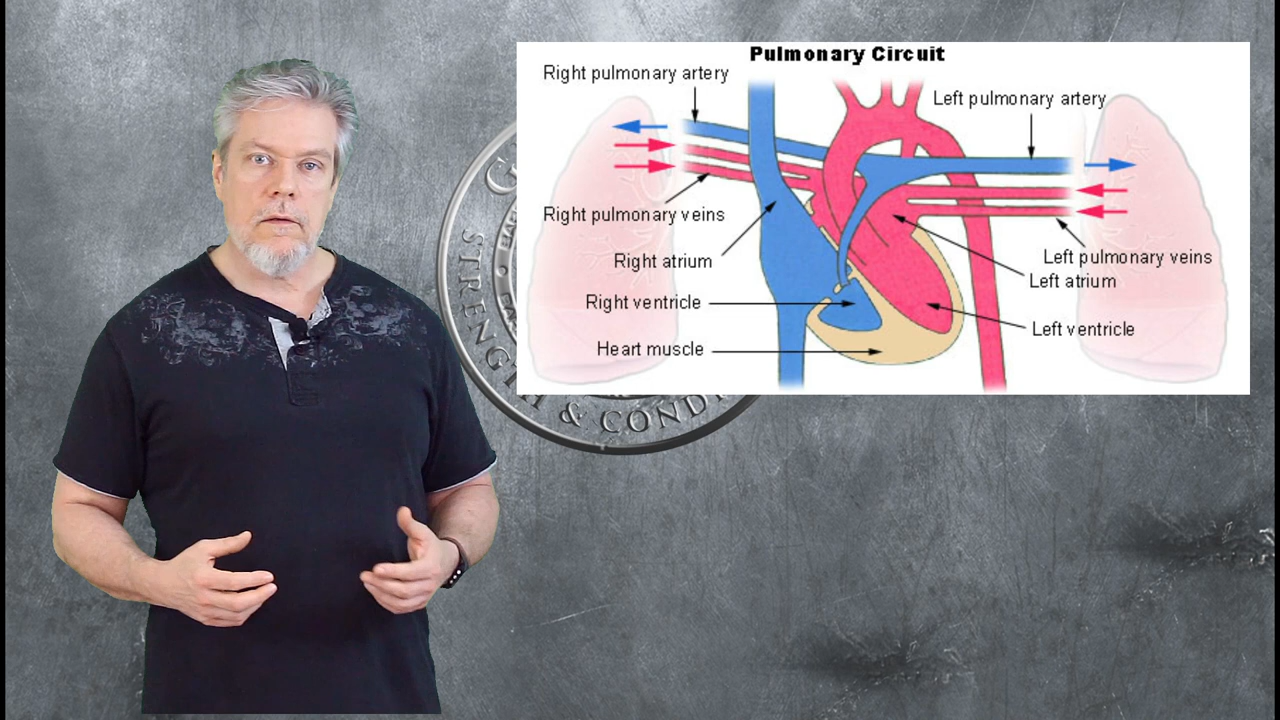 Pulmonary Circuit
Right pulmonary artery
Left pulmonary artery
Right pulmonary veins
Right atrium
Left pulmonary veins
Left atrium
Right ventricle
Left ventricle
Heart muscle
STRENGTH & COND